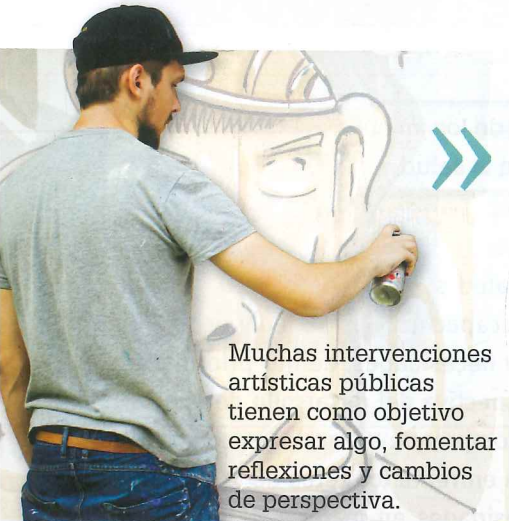 Muchas intervenciones
artísticas públicas
tienen como objetivo
expresar algo, fomentar
reflexiones y cambios
de perspectiva.